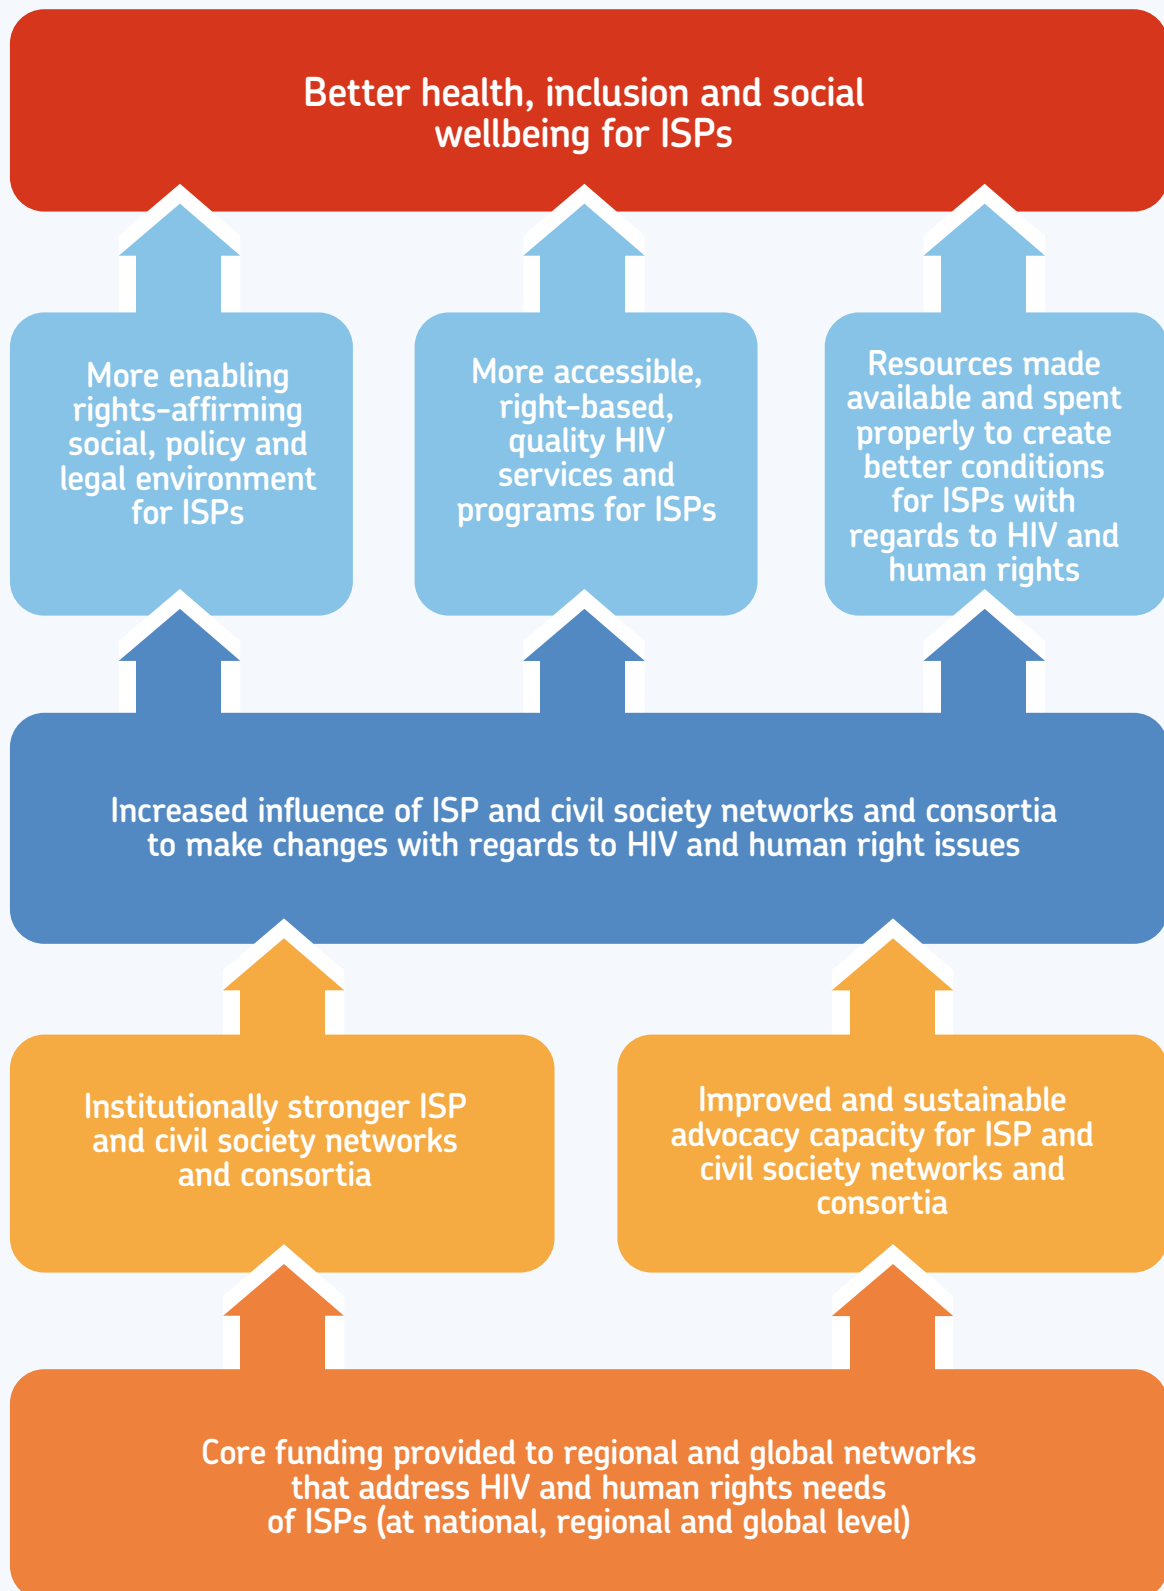 Better health, inclusion and social
wellbeing for ISPs
More enabling
rights-affirming
social, policy and
legal environment
for ISPs
More accessible,
right-based,
quality HIV
services and
programs for ISPs
Resources made
available and spent
properly to create
better conditions
for ISPs with
regards to HIV and
human rights
Increased influence of ISP and civil society networks and consortia
to make changes with regards to HIV and human right issues
Institutionally stronger ISP
and civil society networks
and consortia
Improved and sustainable
advocacy capacity for ISP and
civil society networks and
consortia
Core funding provided to regional and global networks
that address HIV and human rights needs
of ISPs (at national, regional and global level)